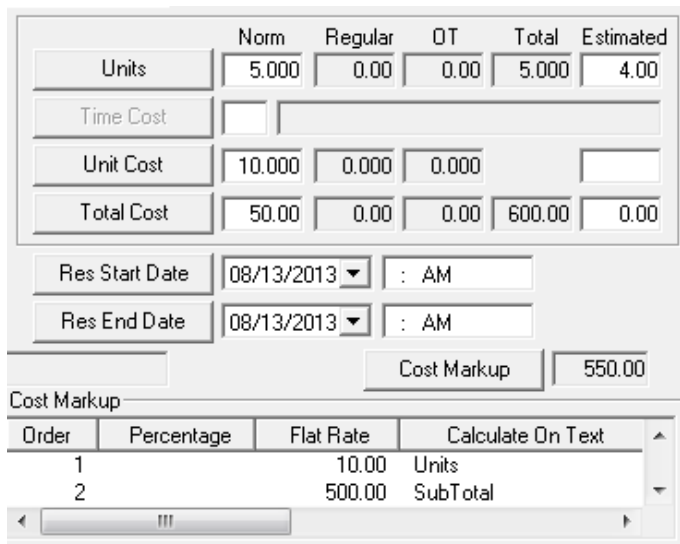 Norm Regular OT Total Estimated
Units 5.000 0.00 0.00 5.000 4.00
Time Cost
Unit Cost 10.000 0.000 0.000
Total Cost 50.00 0.00 0.00 600.00 0.00
Res Start Date 08/13/2013 : AM
Res End Date 08/13/2013 : AM
Cost Markup 550.00
Cost Markup
Order Percentage Flat Rate Calculate On Text
1 10.00 Units
2 500.00 SubTotal